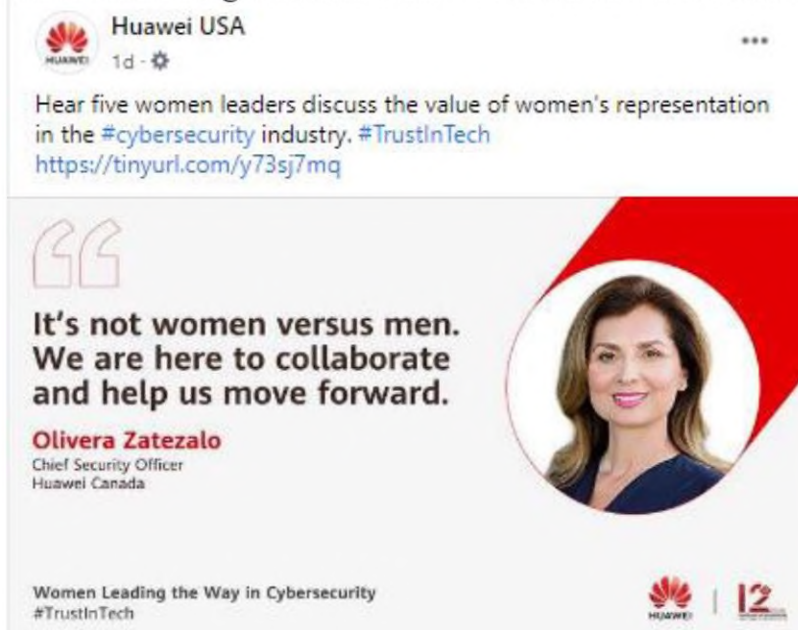 Huawei USA
HUAWEI
1d ·
Hear five women leaders discuss the value of women's representation
in the #cybersecurity industry. #TrustInTech
https://tinyurl.com/y73sj7mq
It's not women versus men.
We are here to collaborate
and help us move forward.
Olivera Zatezalo
Chief Security Officer
Huawei Canada
Women Leading the Way in Cybersecurity
#TrustInTech
HUAWEI | 12